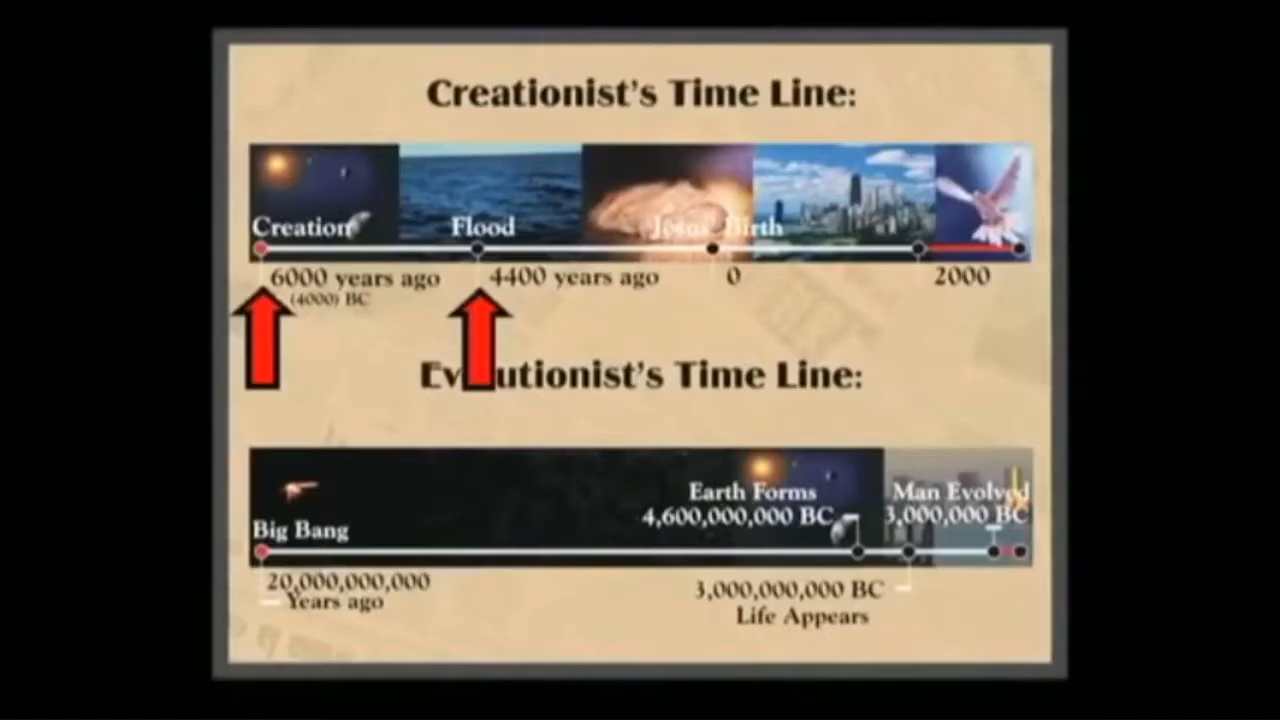 Creationist's Time Line:
Creation
Flood
Jesus Birth
6000 years ago
4400 years ago
0
2000
(4000) BC
Evolutionist's Time Line:
Earth Forms
Man Evolved
4,600,000,000 BC
3,000,000 BC
Big Bang
20,000,000,000
Years ago
3,000,000,000 BC
Life Appears